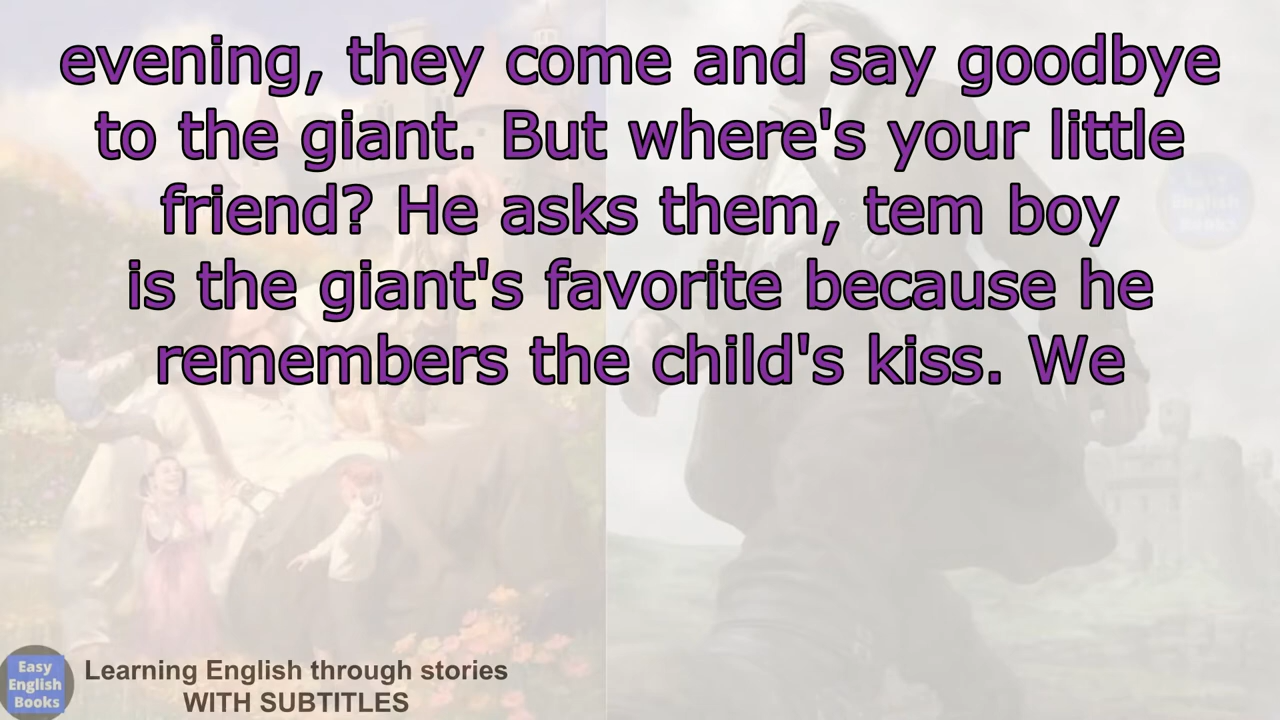 evening, they come and say goodbye
to the giant. But where's your little
friend? He asks them, tem boy
is the giant's favorite because he
remembers the child's kiss. We
Easy
English
Books
Learning English through stories
WITH SUBTITLES
English
Books